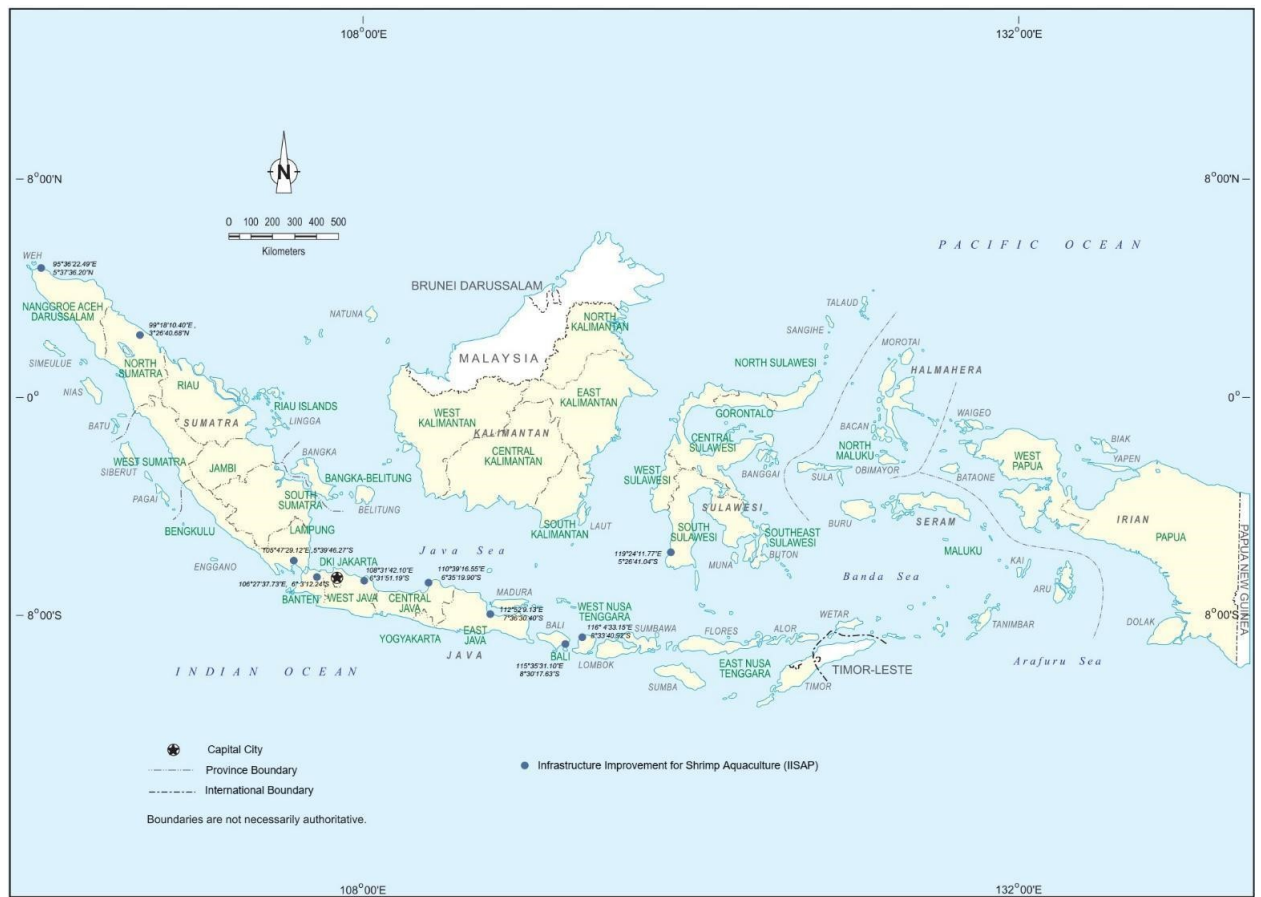 108°00'E
132°00'E
N
8°00'N
8°00'N
0 100 200 300 400 500
Kilometers
PACIFIC OCEAN
WEH
95°36'22.49"E
5°37'36.20"N
BRUNEI DARUSSALAM
NANGGROE ACEH
DARUSSALAM
NATUNA
TALAUD
NORTH
KALIMANTAN
99°18'10.40"E,
3°26'40.68"N
SANGIHE
MOROTAI
MALAYSIA
SIMEULUE
NORTH
SUMATRA
NORTH SULAWESI
HALMAHERA
RIAU
NIAS
EAST
KALIMANTAN
0°
0°
RIAU ISLANDS
WEST
KALIMANTAN
GORONTALO
WAIGEO
LINGGA
BATU
SUMATRA
KALIMANTAN
BACAN
CENTRAL
SULAWESI
NORTH
MALUKU
BIAK
BANGKA
CENTRAL
KALIMANTAN
WEST
PAPUA
YAPEN
WEST SUMATRA
SIBERUT
JAMBI
BANGKA-BELITUNG
WEST
SULAWESI
BANGGAI
SULA
OBIMAYOR
BATAONE
PAGAI
SOUTH
SUMATRA
BELITUNG
SULAWESI
BENGKULU
LAMPUNG
SOUTH
KALIMANTAN
LAUT
SOUTH
SULAWESI
SOUTHEAST
SULAWESI
BURU
SERAM
IRIAN
PAPUA
PAPUA NEW GUINEA
105°47'29.12"E, 5°39'46.27"S
Java Sea
119°24'11.77"E
5°26'41.04"S
BUTON
MALUKU
ENGGANO
DKI JAKARTA
MUNA
KAI
108°31'42.10"E
6°31'51.19"S
110°39'16.55"E
6°35'19.90"S
Banda Sea
106°27'37.73"E, 6°3'12.24"S
ARU
BANTEN
WEST JAVA
CENTRAL
JAVA
MADURA
8°00'S
112°52'9.13"E
7°36'30.40"S
WEST NUSA
TENGGARA
WETAR
8°00'S
BALI
116°4'33.15"E
8°33'40.52"S
SUMBAWA
FLORES
ALOR
TANIMBAR
DOLAK
YOGYAKARTA
EAST
JAVA
JAVA
BALI
LOMBOK
115°35'31.10"E
8°30'17.63"S
EAST NUSA
TENGGARA
Arafuru Sea
INDIAN OCEAN
TIMOR-LESTE
SUMBA
TIMOR
Capital City
Province Boundary
International Boundary
Infrastructure Improvement for Shrimp Aquaculture (IISAP)
Boundaries are not necessarily authoritative.
108°00'E
132°00'E